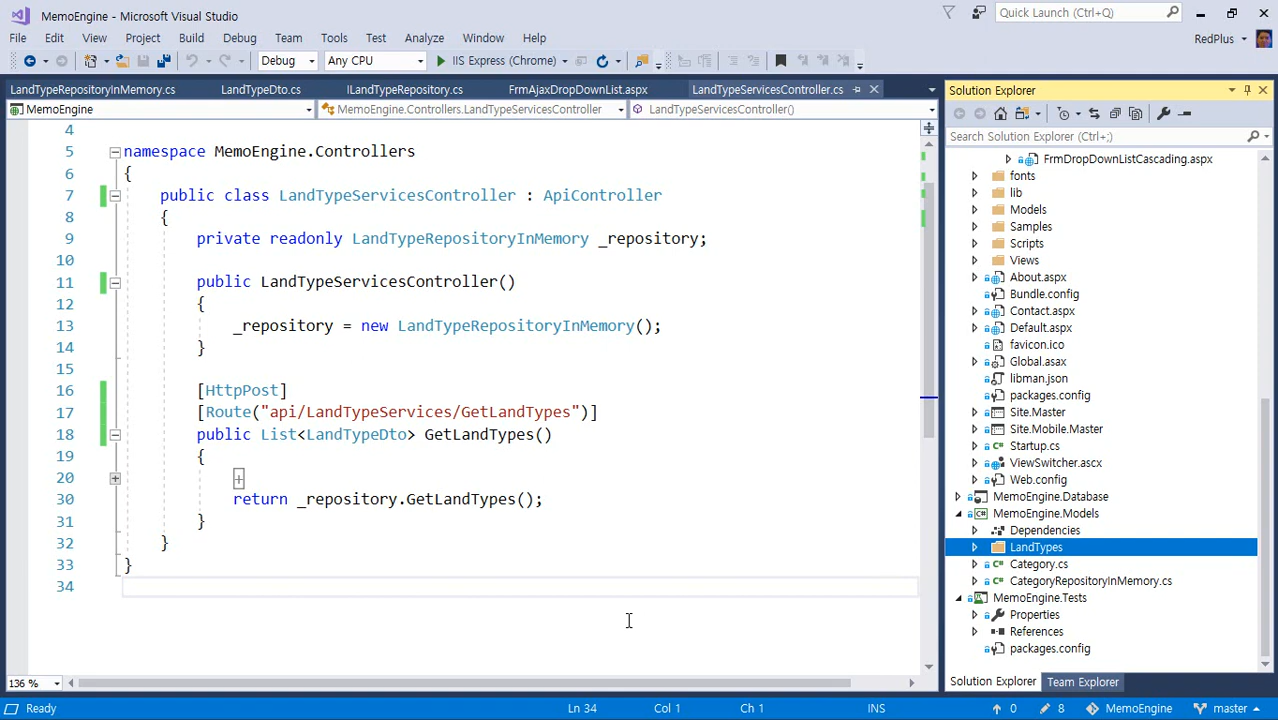 MemoEngine - Microsoft Visual Studio
Quick Launch (Ctrl+Q)
File Edit View Project Build Debug Team Tools Test Analyze Window Help
RedPlus
Debug Any CPU IIS Express (Chrome)
LandTypeRepositoryInMemory.cs LandTypeDto.cs ILandTypeRepository.cs FrmAjaxDropDownList.aspx LandTypeServicesController.cs
MemoEngine MemoEngine.Controllers.LandTypeServicesController LandTypeServicesController()
4
5 namespace MemoEngine.Controllers
6 {
7 public class LandTypeServicesController : ApiController
8 {
9 private readonly LandTypeRepositoryInMemory _repository;
10
11 public LandTypeServicesController()
12 {
13 _repository = new LandTypeRepositoryInMemory();
14 }
15
16 [HttpPost]
17 [Route("api/LandTypeServices/GetLandTypes")]
18 public List<LandTypeDto> GetLandTypes()
19 {
20
30 return _repository.GetLandTypes();
31 }
32 }
33 }
34
136 %
Solution Explorer
Search Solution Explorer (Ctrl+;)
FrmDropDownListCascading.aspx
fonts
lib
Models
Samples
Scripts
Views
About.aspx
Bundle.config
Contact.aspx
Default.aspx
favicon.ico
Global.asax
libman.json
packages.config
Site.Master
Site.Mobile.Master
Startup.cs
ViewSwitcher.ascx
Web.config
MemoEngine.Database
MemoEngine.Models
Dependencies
LandTypes
Category.cs
CategoryRepositoryInMemory.cs
MemoEngine.Tests
Properties
References
packages.config
Solution Explorer Team Explorer
Ready Ln 34 Col 1 Ch 1 INS 0 8 MemoEngine master